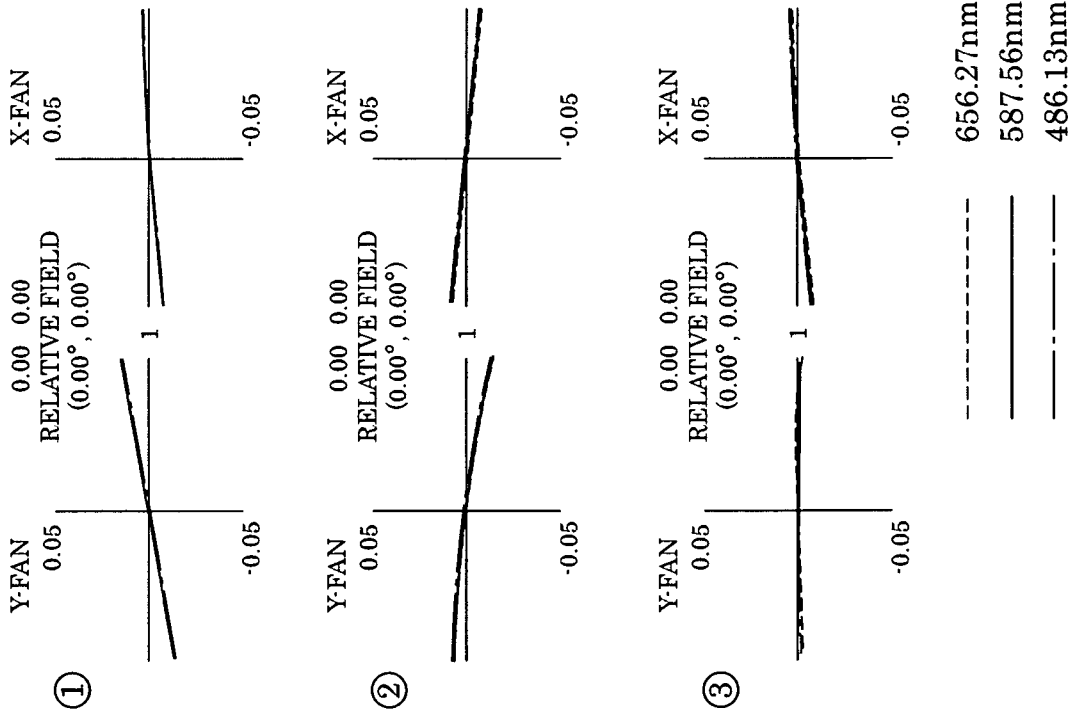 ①
Y-FAN
0.05
-0.05
0.00 0.00
RELATIVE FIELD
(0.00°, 0.00°)
1
X-FAN
0.05
-0.05
②
Y-FAN
0.05
-0.05
0.00 0.00
RELATIVE FIELD
(0.00°, 0.00°)
1
X-FAN
0.05
-0.05
③
Y-FAN
0.05
-0.05
0.00 0.00
RELATIVE FIELD
(0.00°, 0.00°)
1
X-FAN
0.05
-0.05
656.27nm
587.56nm
486.13nm